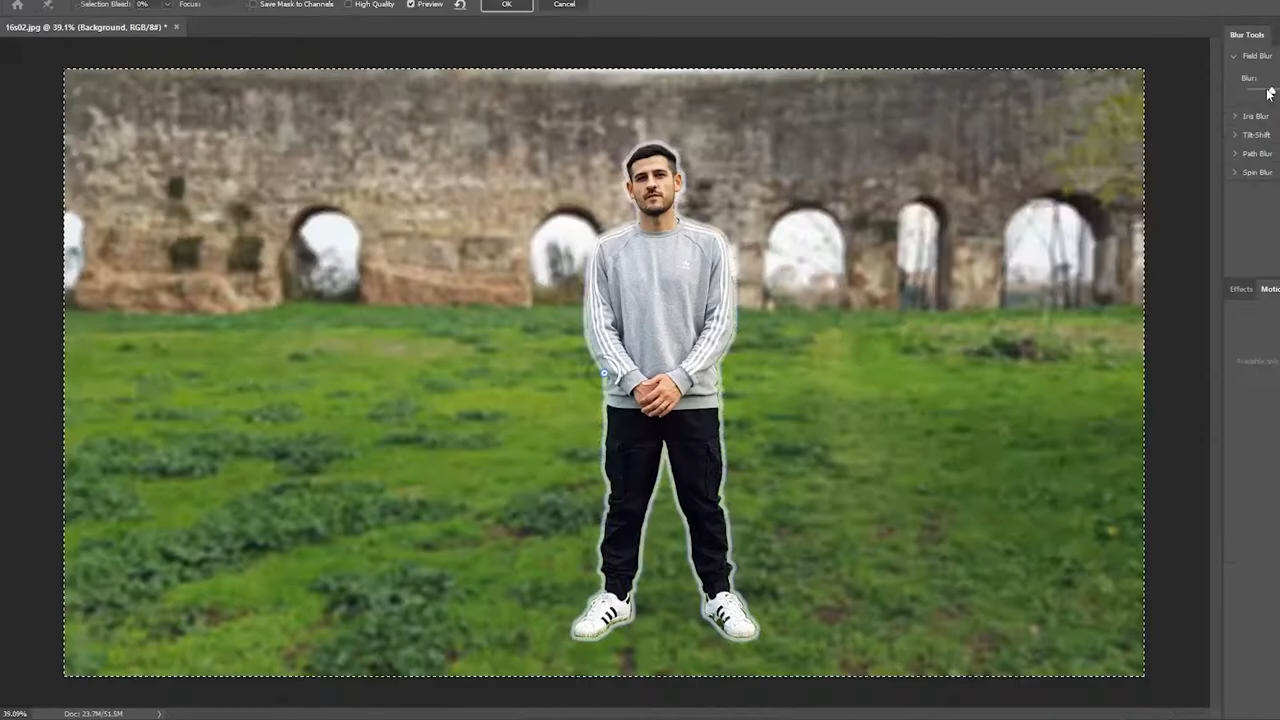 Selection Bleed: 0% Focus: Save Mask to Channels High Quality Preview OK Cancel
16s02.jpg @ 39.1% (Background, RGB/8#) * ×
Blur Tools
Field Blur
Blur:
Iris Blur
Tilt-Shift
Path Blur
Spin Blur
Effects Motio
39.09% Doc: 23.7M/51.5M